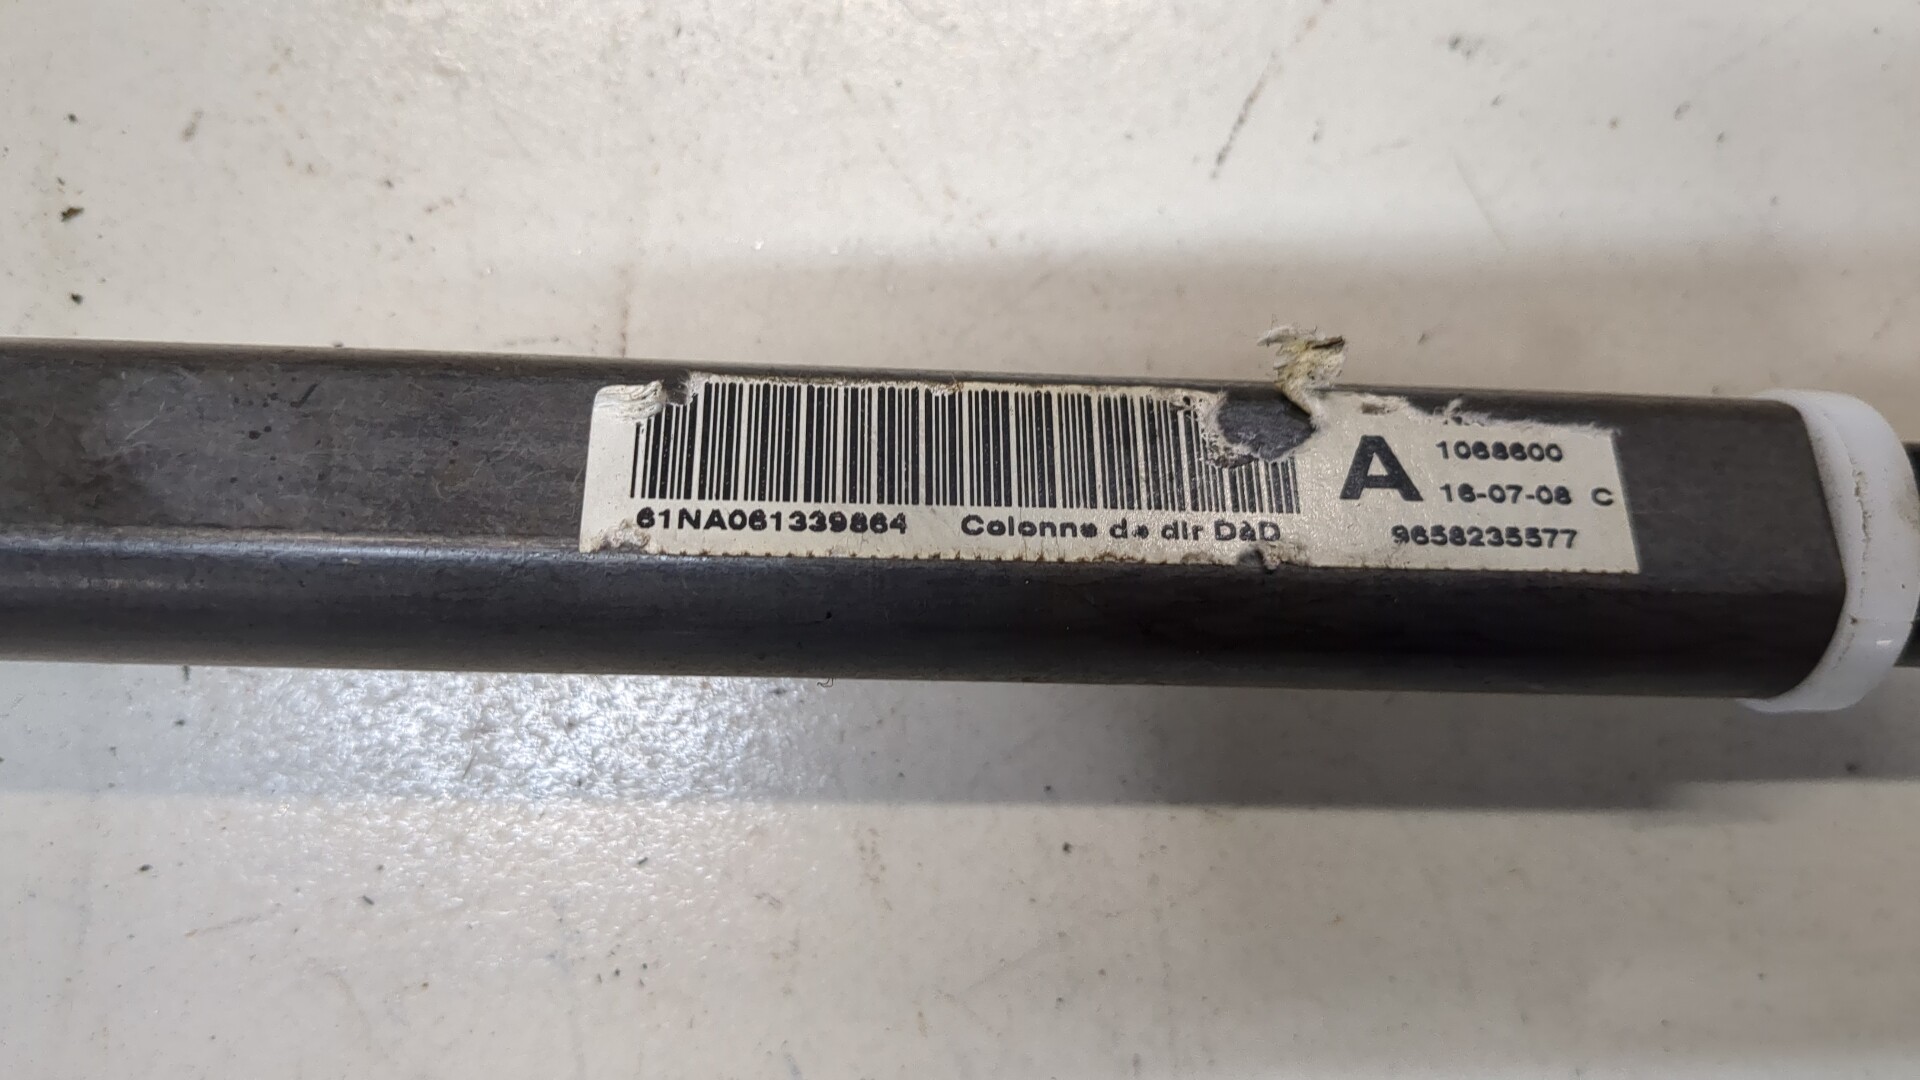 A 1068600
16-07-08 C
61NA061339864 Colonne de dir DàD 9658235577